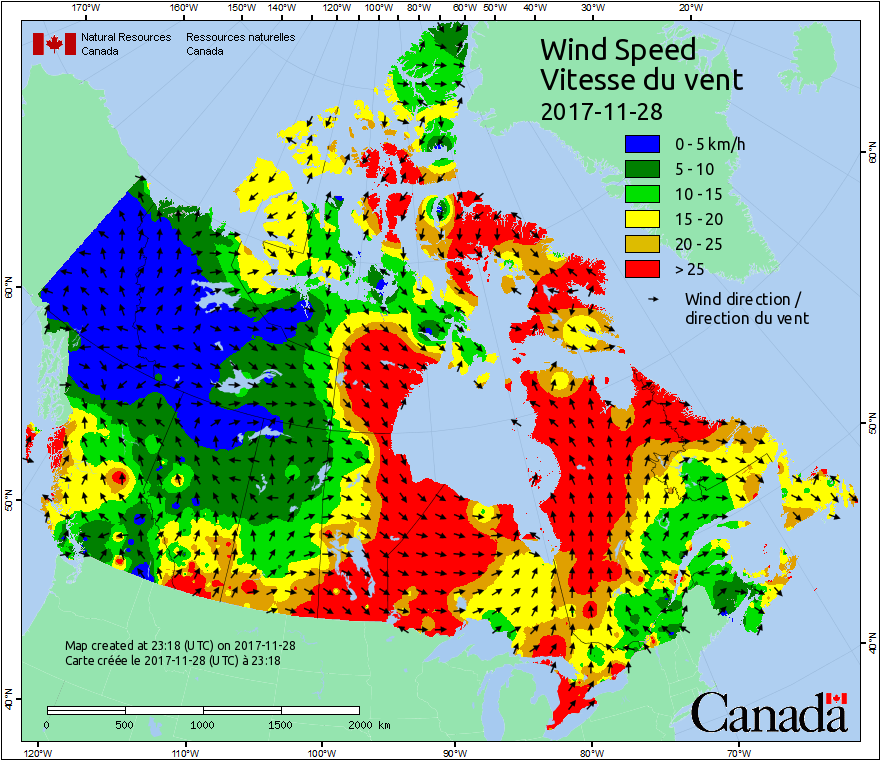 170°W 160°W 150°W 140°W 120°W 100°W 80°W 60°W 50°W 40°W 30°W 20°W
Natural Resources Ressources naturelles
Canada Canada
Wind Speed
Vitesse du vent
2017-11-28
0 - 5 km/h
5 - 10
10 - 15
15 - 20
20 - 25
> 25
Wind direction /
direction du vent
60°N 60°N
50°N 50°N
40°N 40°N
Map created at 23:18 (UTC) on 2017-11-28
Carte créée le 2017-11-28 (UTC) à 23:18
0 500 1000 1500 2000 km
Canada
120°W 110°W 100°W 90°W 80°W 70°W